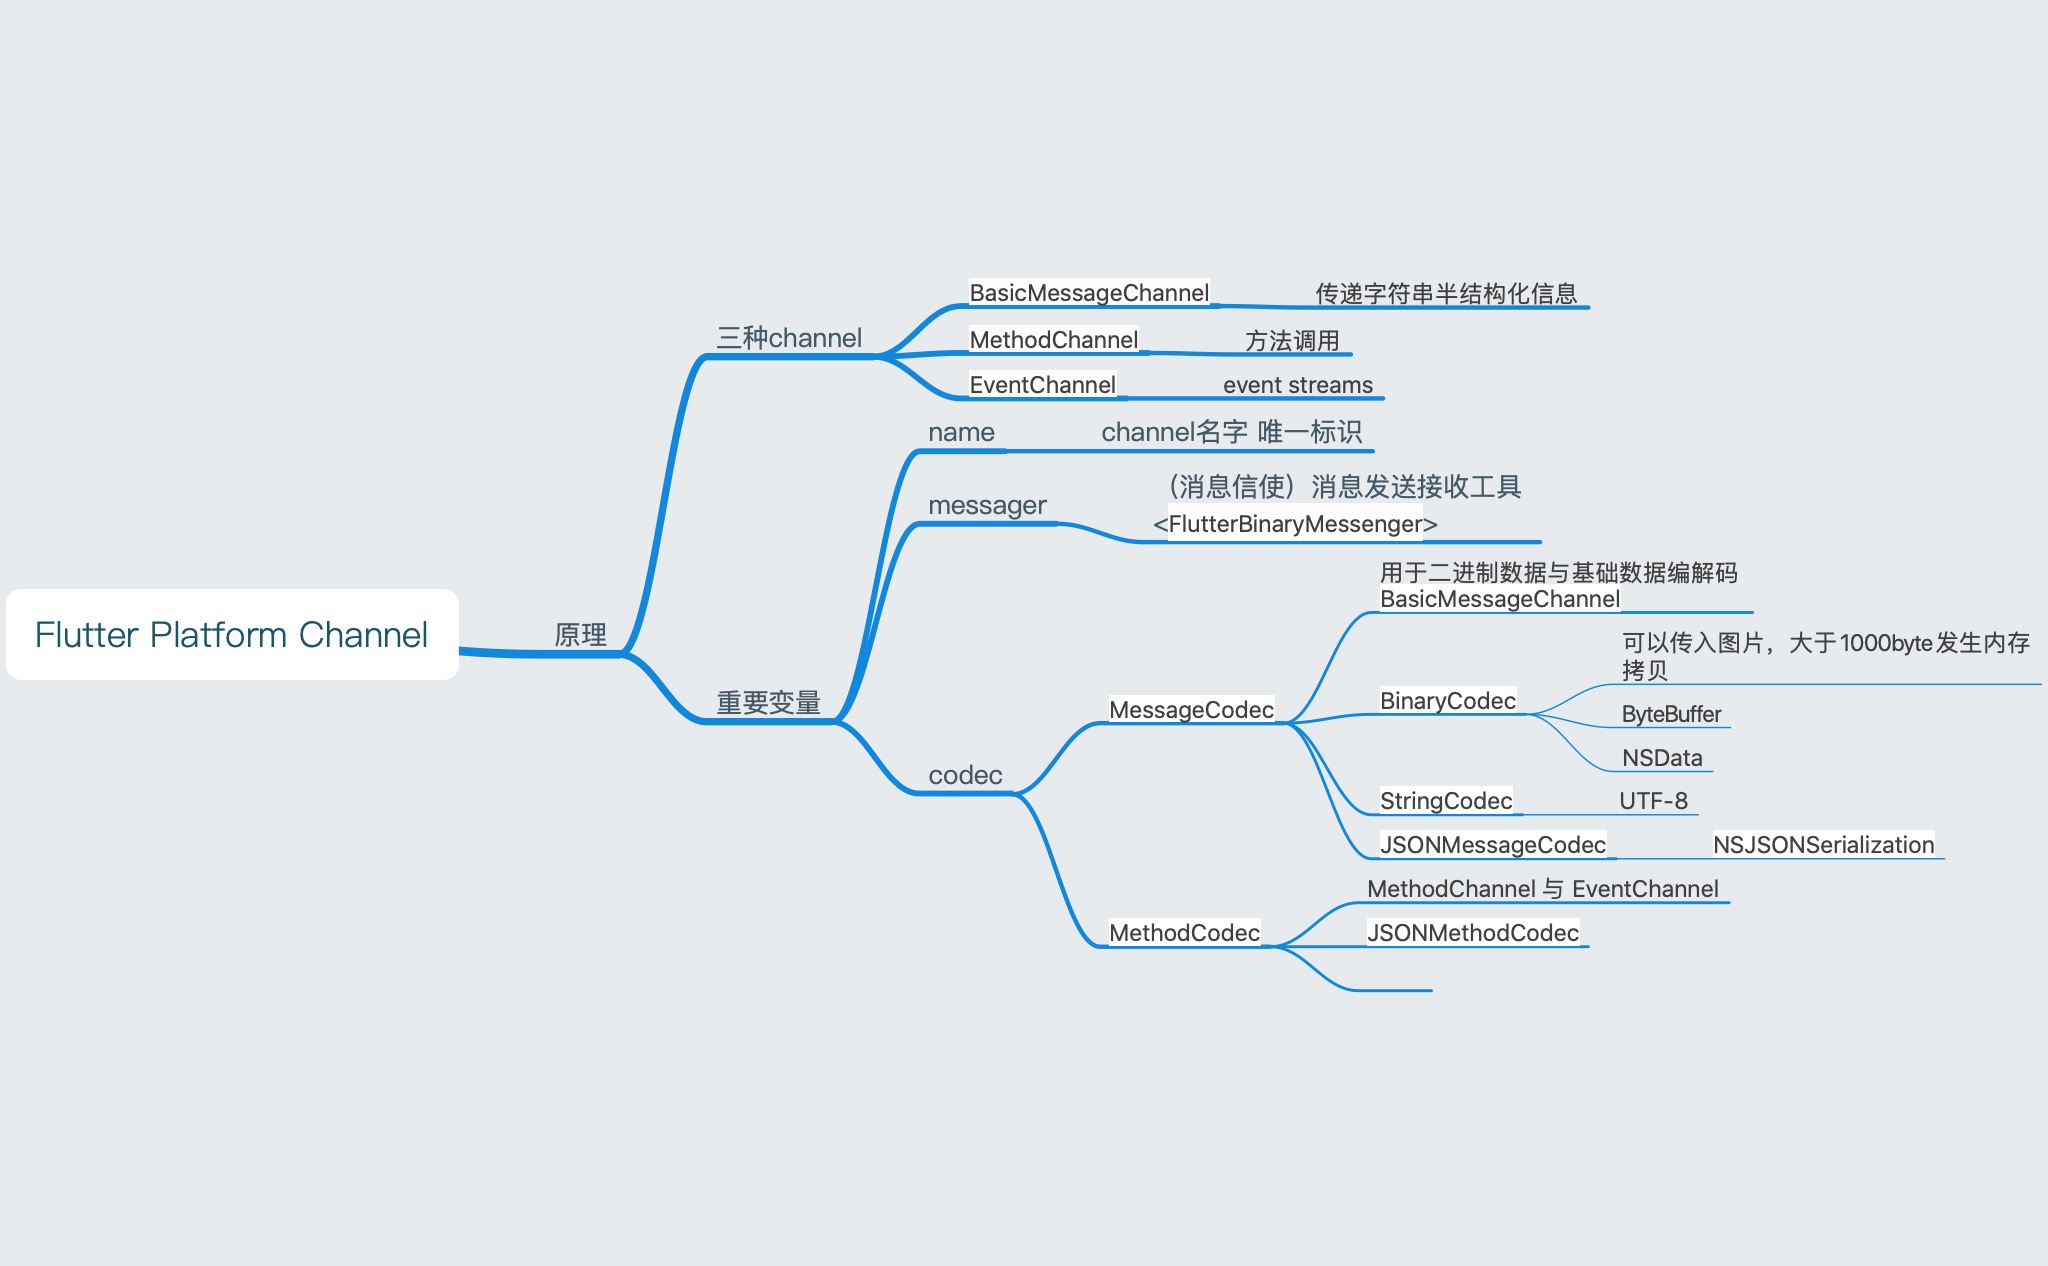 Flutter Platform Channel
原理
三种channel
BasicMessageChannel
传递字符串半结构化信息
MethodChannel
方法调用
EventChannel
event streams
重要变量
name
channel名字 唯一标识
messager
（消息信使）消息发送接收工具
<FlutterBinaryMessenger>
codec
MessageCodec
用于二进制数据与基础数据编解码
BasicMessageChannel
BinaryCodec
可以传入图片，大于1000byte发生内存
拷贝
ByteBuffer
NSData
StringCodec
UTF-8
JSONMessageCodec
NSJSONSerialization
MethodCodec
MethodChannel 与 EventChannel
JSONMethodCodec